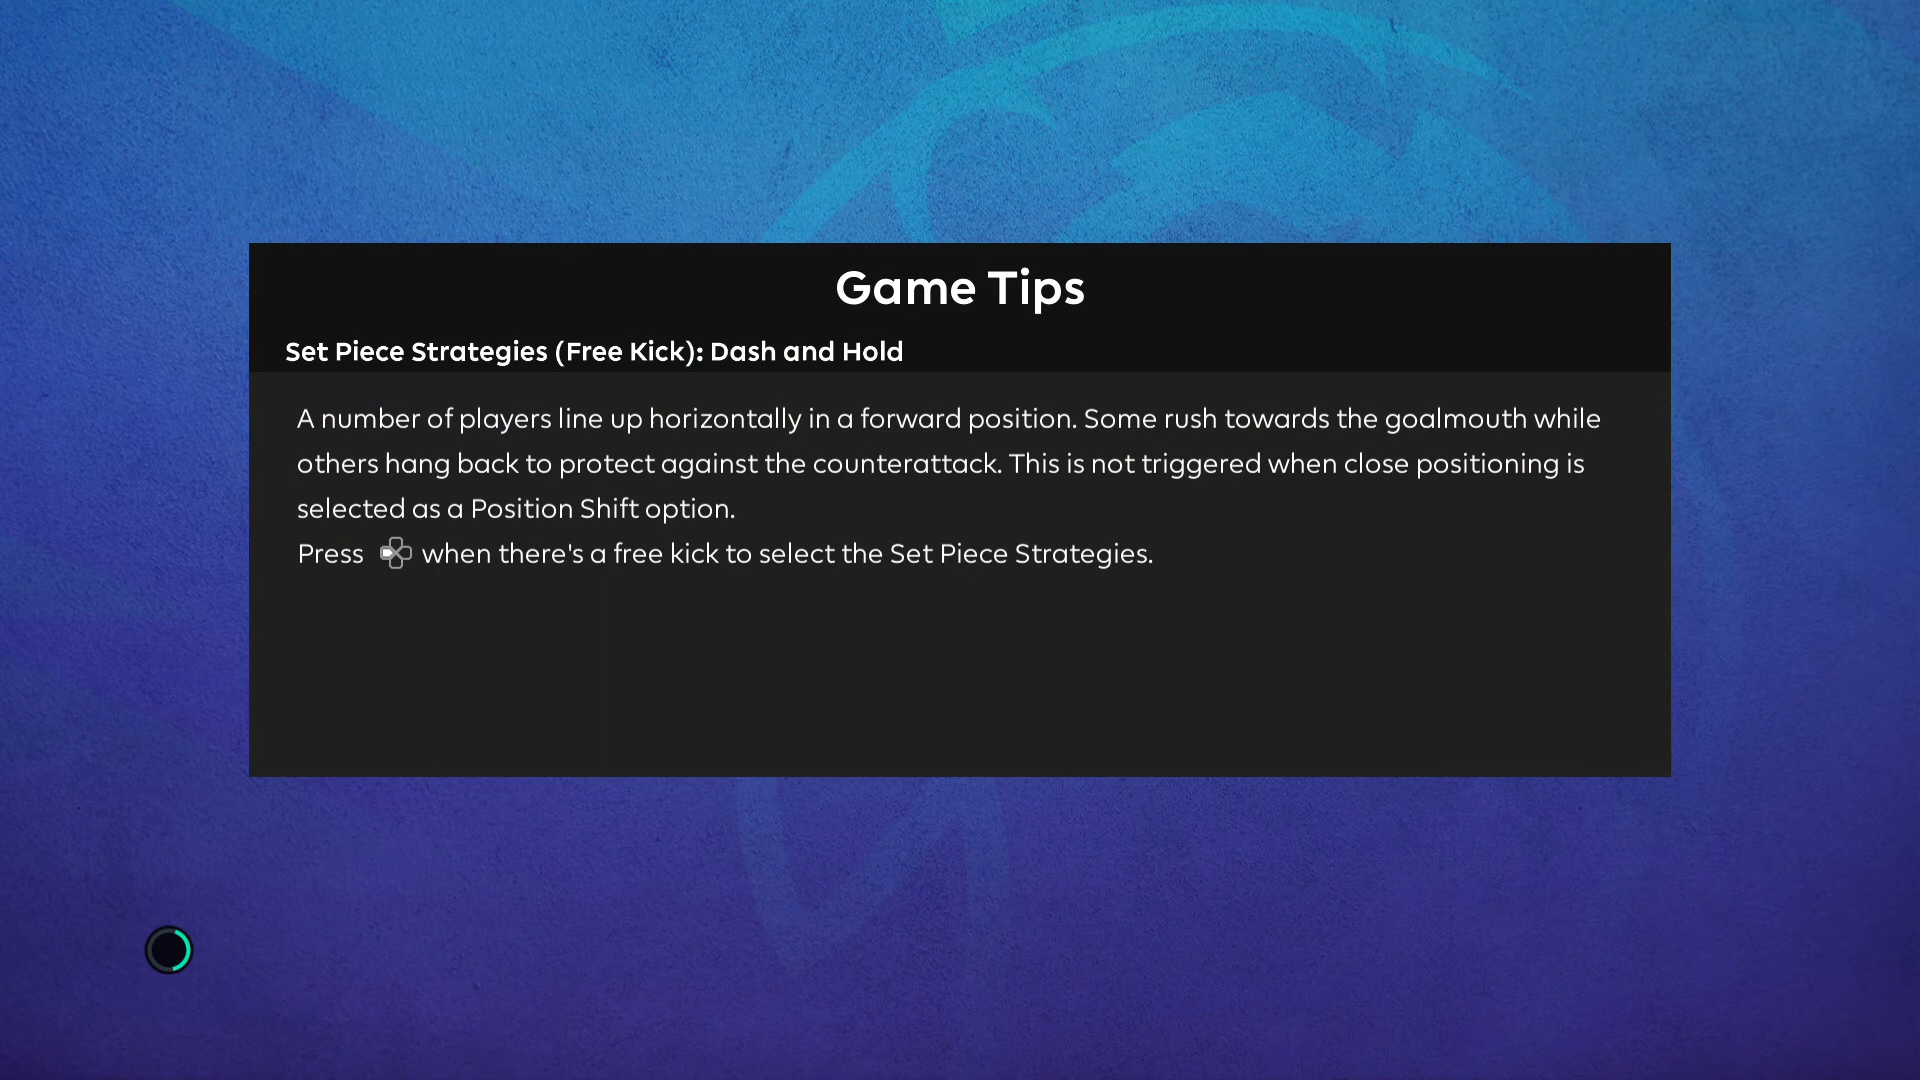 Game Tips
Set Piece Strategies (Free Kick): Dash and Hold
A number of players line up horizontally in a forward position. Some rush towards the goalmouth while
others hang back to protect against the counterattack. This is not triggered when close positioning is
selected as a Position Shift option.
Press when there's a free kick to select the Set Piece Strategies.